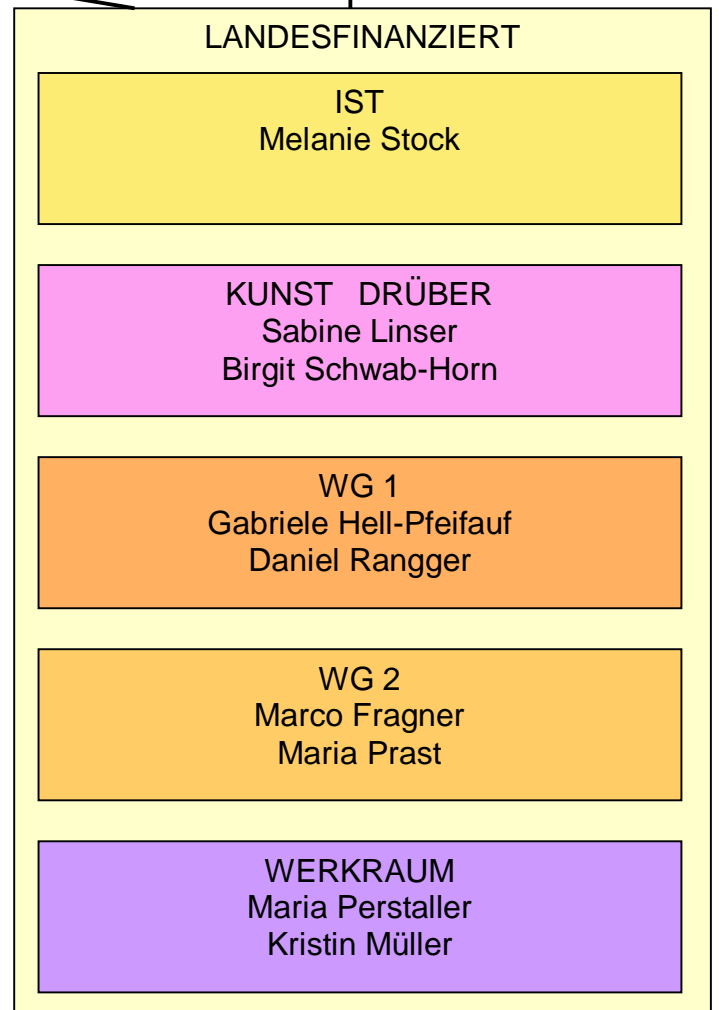 LANDESFINANZIERT
IST
Melanie Stock
KUNST DRÜBER
Sabine Linser
Birgit Schwab-Horn
WG 1
Gabriele Hell-Pfeifauf
Daniel Rangger
WG 2
Marco Fragner
Maria Prast
WERKRAUM
Maria Perstaller
Kristin Müller